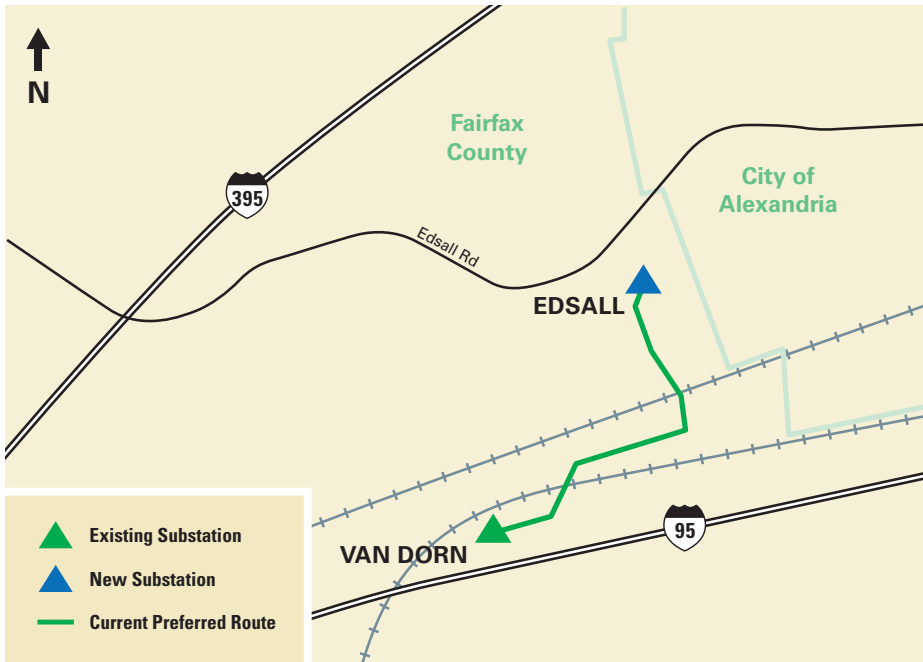 N
Fairfax
County
395
City of
Alexandria
Edsall Rd
EDSALL
VAN DORN
95
Existing Substation
New Substation
Current Preferred Route